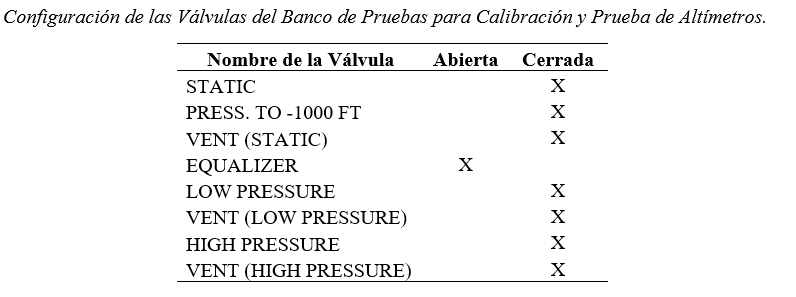 Configuración de las Válvulas del Banco de Pruebas para Calibración y Prueba de Altímetros.
Nombre de la Válvula Abierta Cerrada
STATIC X
PRESS. TO -1000 FT X
VENT (STATIC) X
EQUALIZER X
LOW PRESSURE X
VENT (LOW PRESSURE) X
HIGH PRESSURE X
VENT (HIGH PRESSURE) X